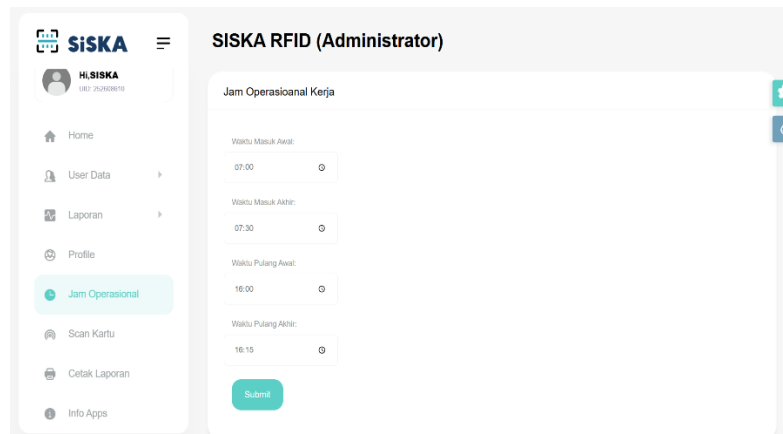 SiSKA
Hi,SISKA
UID: 252608610
Home
User Data
Laporan
Profile
Jam Operasional
Scan Kartu
Cetak Laporan
Info Apps
SISKA RFID (Administrator)
Jam Operasioanal Kerja
Waktu Masuk Awal:
07:00
Waktu Masuk Akhir:
07:30
Waktu Pulang Awal:
16:00
Waktu Pulang Akhir:
16:15
Submit